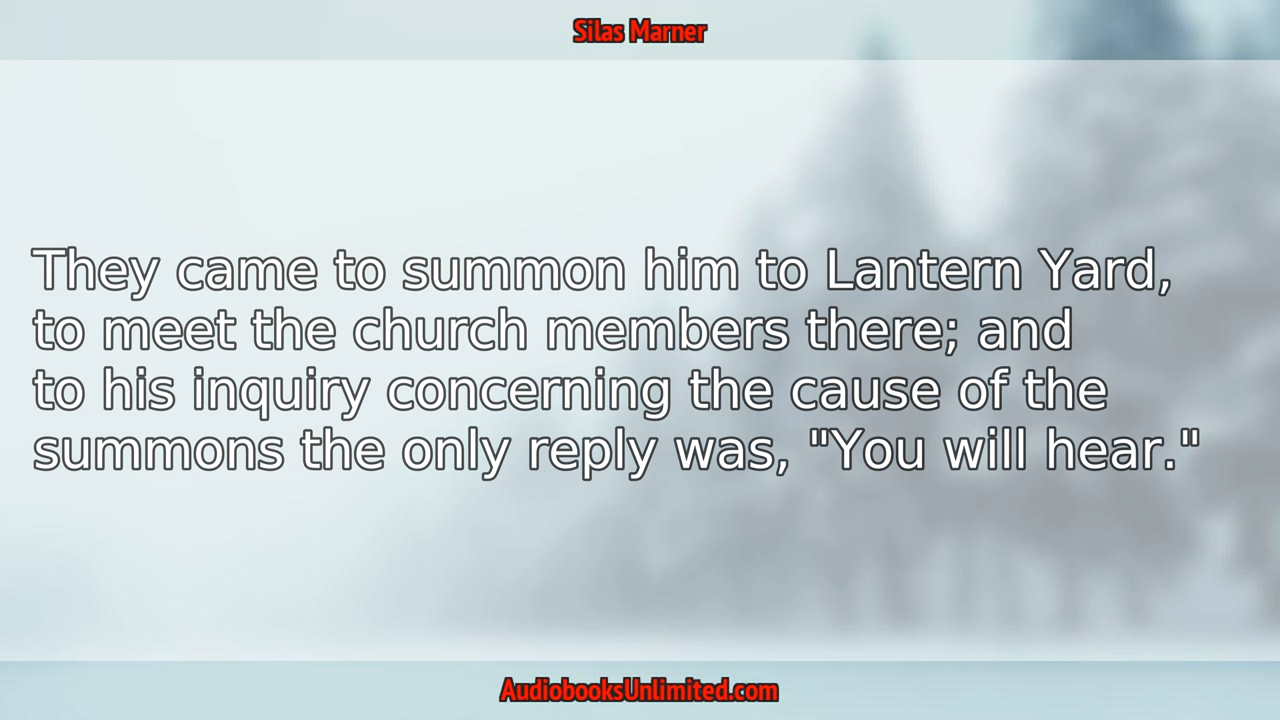 Silas Marner
They came to summon him to Lantern Yard,
to meet the church members there; and
to his inquiry concerning the cause of the
summons the only reply was, "You will hear."
AudiobooksUnlimited.com